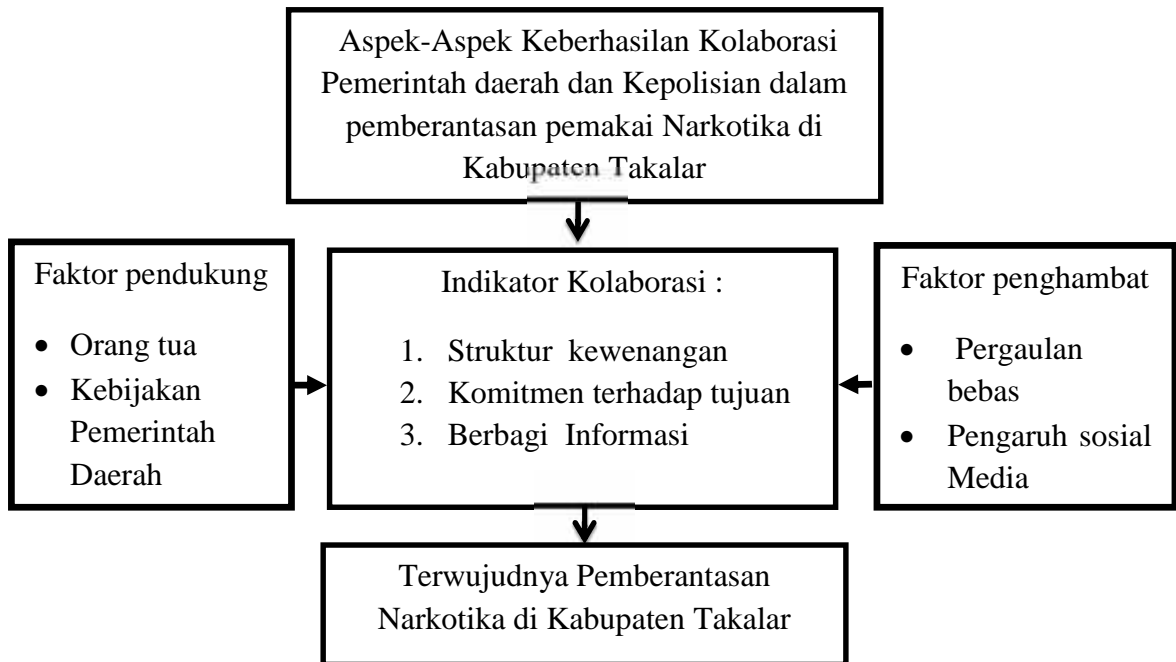 Aspek-Aspek Keberhasilan Kolaborasi
Pemerintah daerah dan Kepolisian dalam
pemberantasan pemakai Narkotika di
Kabupaten Takalar
Faktor pendukung
• Orang tua
• Kebijakan
Pemerintah
Daerah
Indikator Kolaborasi :
1. Struktur kewenangan
2. Komitmen terhadap tujuan
3. Berbagi Informasi
Faktor penghambat
• Pergaulan
bebas
• Pengaruh sosial
Media
Terwujudnya Pemberantasan
Narkotika di Kabupaten Takalar